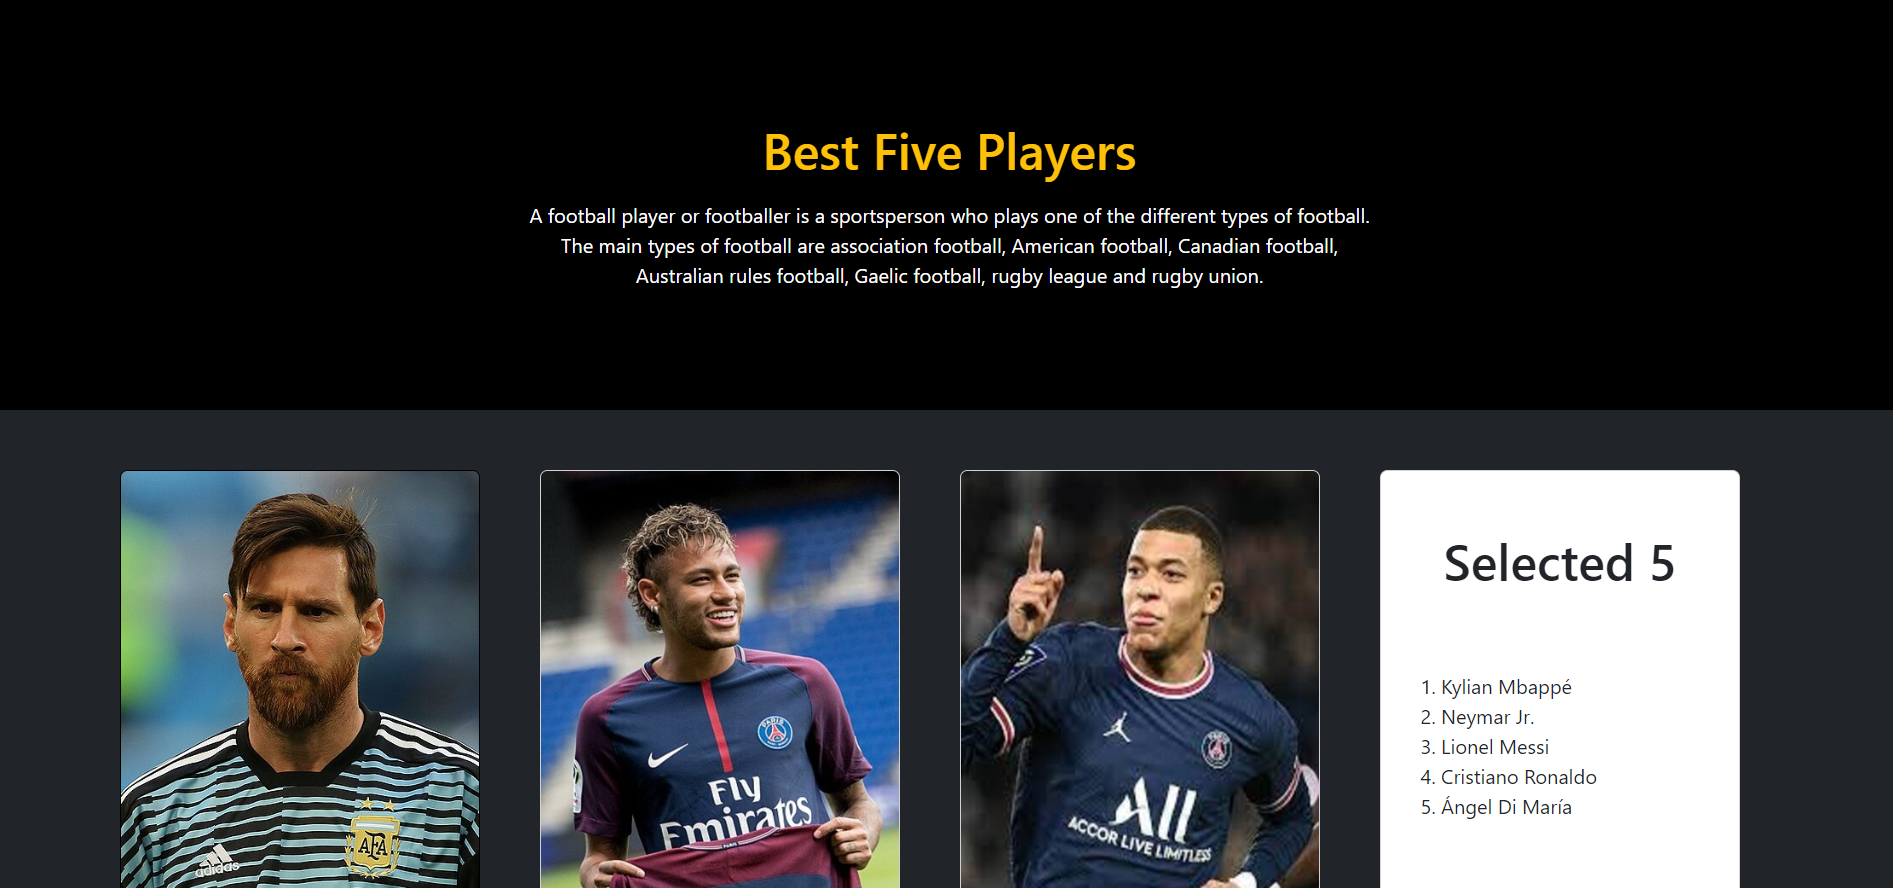 Best Five Players
A football player or footballer is a sportsperson who plays one of the different types of football.
The main types of football are association football, American football, Canadian football,
Australian rules football, Gaelic football, rugby league and rugby union.
adidas
AFA
PARIS
Fly
Emirates
All
ACCOR LIVE LIMITLESS
Selected 5
1. Kylian Mbappé
2. Neymar Jr.
3. Lionel Messi
4. Cristiano Ronaldo
5. Ángel Di María